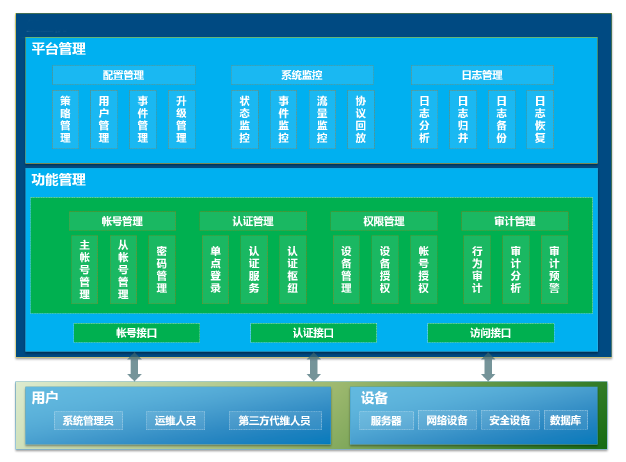 平台管理
配置管理
系统监控
日志管理
策略管理
用户管理
事件管理
升级管理
状态监控
事件监控
流量监控
协议回放
日志分析
日志归并
日志备份
日志恢复
功能管理
帐号管理
认证管理
权限管理
审计管理
主帐号管理
从帐号管理
密码管理
单点登录
认证服务
认证枢纽
设备管理
设备授权
帐号授权
行为审计
审计分析
审计预警
帐号接口
认证接口
访问接口
用户
系统管理员
运维人员
第三方代维人员
设备
服务器
网络设备
安全设备
数据库